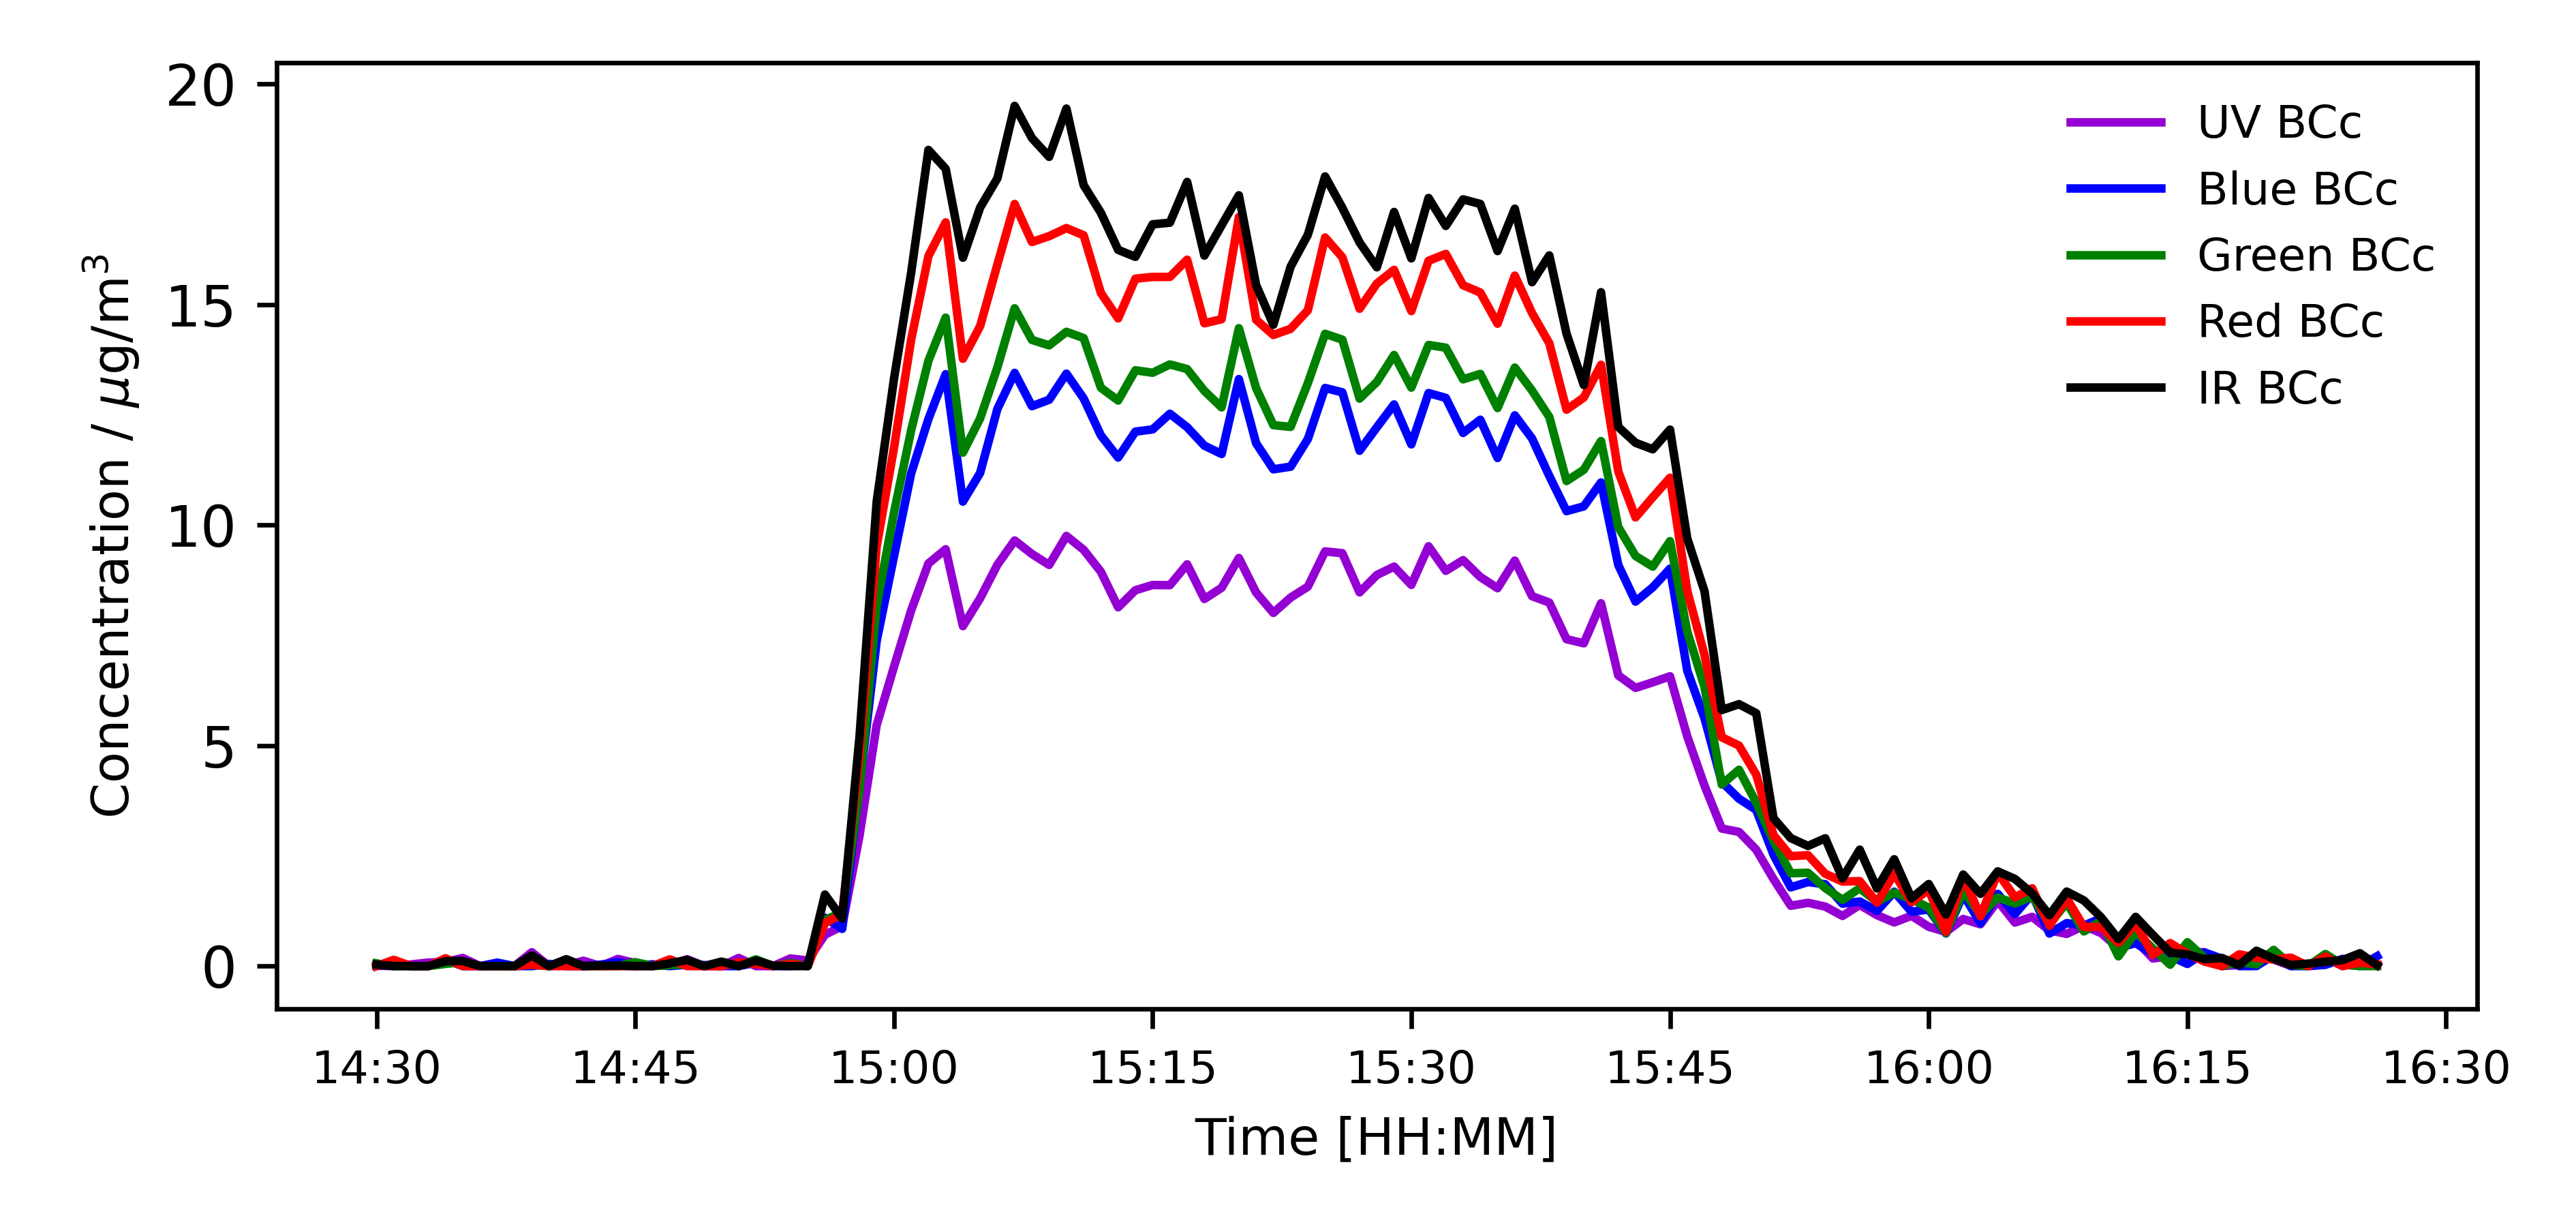 20
15
10
5
0
Concentration / μg/m³
UV BCc
Blue BCc
Green BCc
Red BCc
IR BCc
14:30 14:45 15:00 15:15 15:30 15:45 16:00 16:15 16:30
Time [HH:MM]